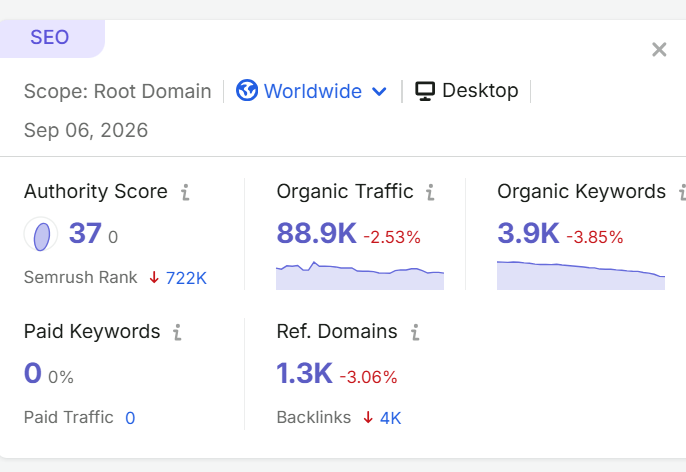 SEO
Scope: Root Domain Worldwide Desktop
Sep 06, 2026
Authority Score
37 0
Semrush Rank 722K
Organic Traffic
88.9K -2.53%
Organic Keywords
3.9K -3.85%
Paid Keywords
0 0%
Paid Traffic 0
Ref. Domains
1.3K -3.06%
Backlinks 4K